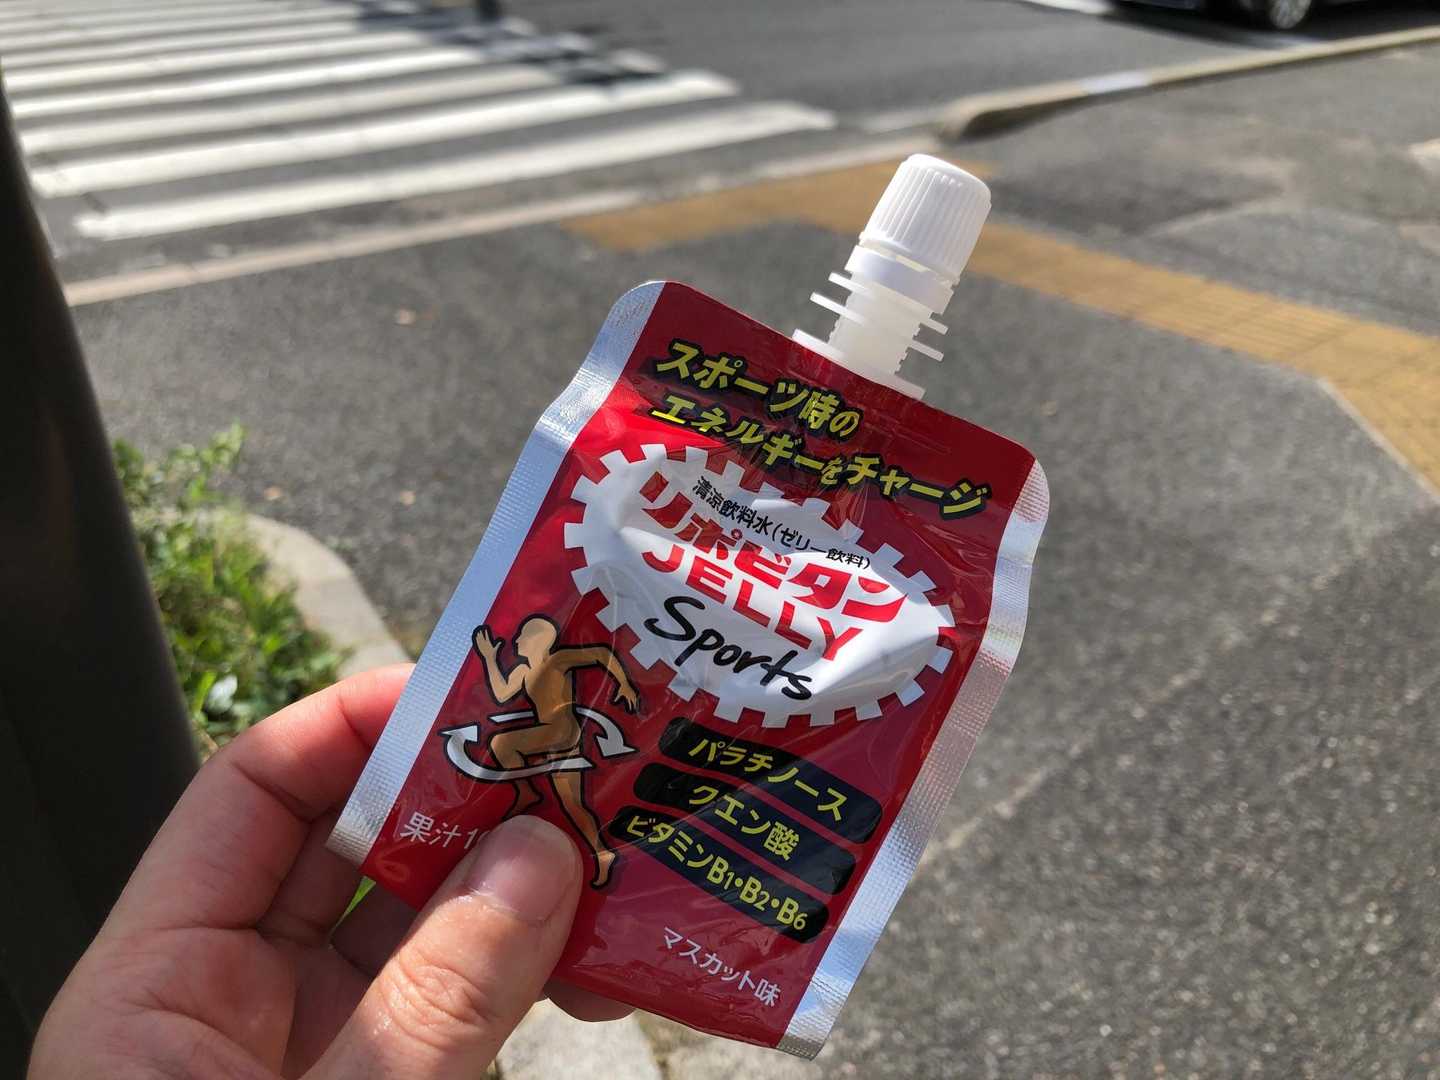 スポーツ時の
エネルギーをチャージ
清涼飲料水(ゼリー飲料)
リポビタン
JELLY
Sports
パラチノース
クエン酸
ビタミンB1・B2・B6
果汁
マスカット味